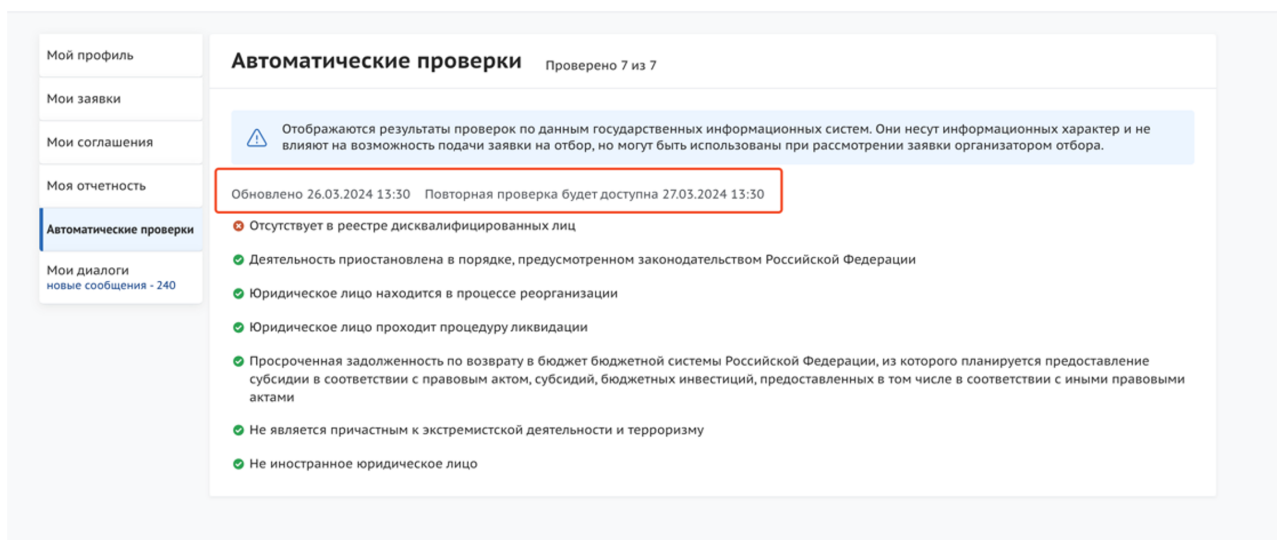 Мой профиль
Мои заявки
Мои соглашения
Моя отчетность
Автоматические проверки
Мои диалоги
новые сообщения - 240
Автоматические проверки Проверено 7 из 7
Отображаются результаты проверок по данным государственных информационных систем. Они несут информационных характер и не
влияют на возможность подачи заявки на отбор, но могут быть использованы при рассмотрении заявки организатором отбора.
Обновлено 26.03.2024 13:30 Повторная проверка будет доступна 27.03.2024 13:30
Отсутствует в реестре дисквалифицированных лиц
Деятельность приостановлена в порядке, предусмотренном законодательством Российской Федерации
Юридическое лицо находится в процессе реорганизации
Юридическое лицо проходит процедуру ликвидации
Просроченная задолженность по возврату в бюджет бюджетной системы Российской Федерации, из которого планируется предоставление
субсидии в соответствии с правовым актом, субсидий, бюджетных инвестиций, предоставленных в том числе в соответствии с иными правовыми
актами
Не является причастным к экстремистской деятельности и терроризму
Не иностранное юридическое лицо